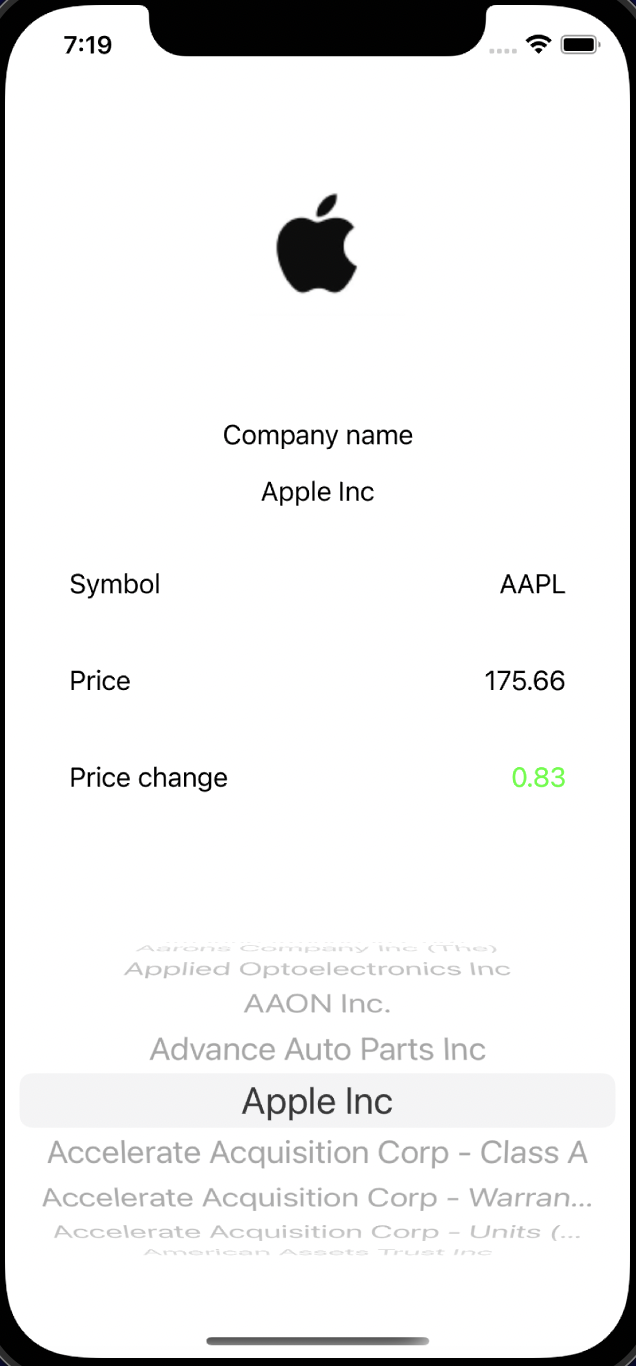 7:19
Company name
Apple Inc
Symbol AAPL
Price 175.66
Price change 0.83
Aarons Company Inc (The)
Applied Optoelectronics Inc
AAON Inc.
Advance Auto Parts Inc
Apple Inc
Accelerate Acquisition Corp - Class A
Accelerate Acquisition Corp - Warran...
Accelerate Acquisition Corp - Units (...
American Assets Trust Inc